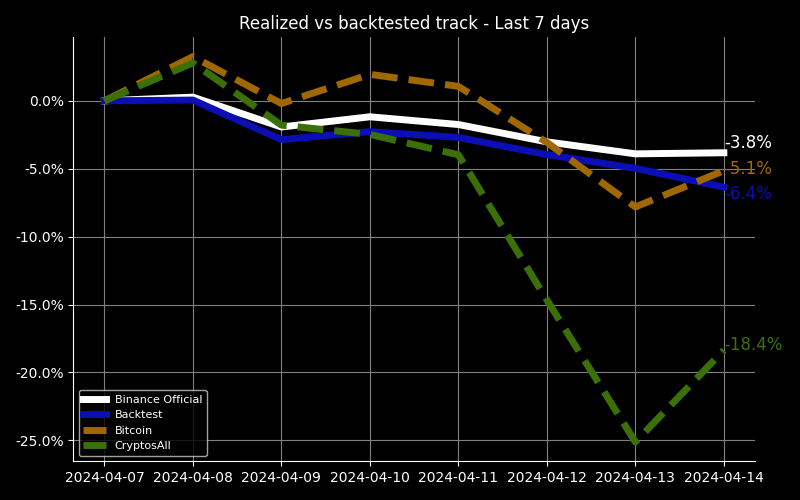 Realized vs backtested track - Last 7 days
0.0%
-5.0%
-10.0%
-15.0%
-20.0%
-25.0%
-3.8%
-5.1%
-6.4%
-18.4%
Binance Official
Backtest
Bitcoin
CryptosAll
2024-04-07 2024-04-08 2024-04-09 2024-04-10 2024-04-11 2024-04-12 2024-04-13 2024-04-14